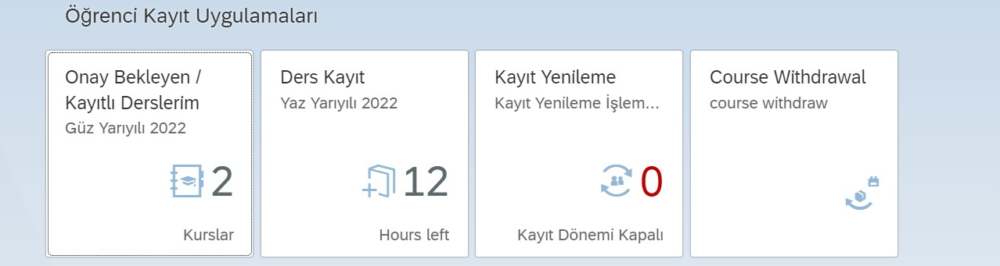 Öğrenci Kayıt Uygulamaları
Onay Bekleyen /
Kayıtlı Derslerim
Güz Yarıyılı 2022
2
Kurslar
Ders Kayıt
Yaz Yarıyılı 2022
12
Hours left
Kayıt Yenileme
Kayıt Yenileme İşlem...
0
Kayıt Dönemi Kapalı
Course Withdrawal
course withdraw